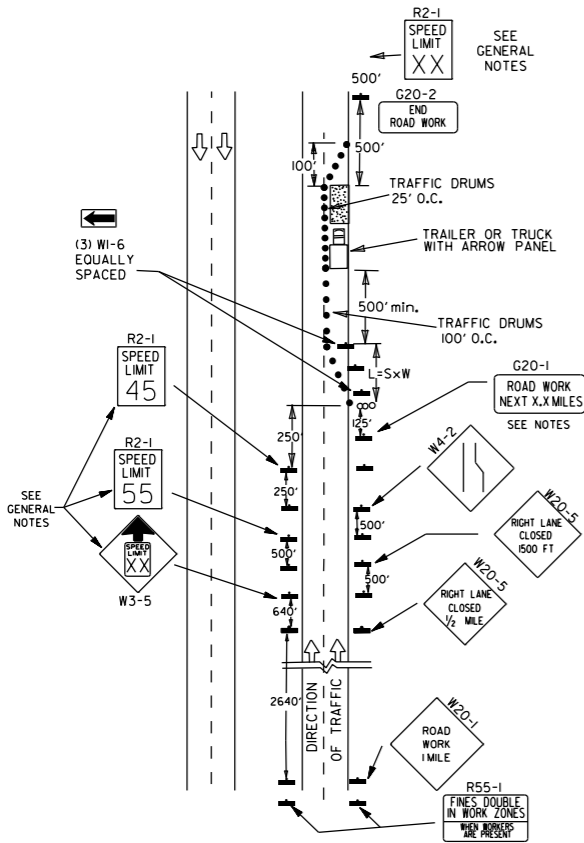 R2-1
SPEED
LIMIT
XX
SEE
GENERAL
NOTES
500'
G20-2
END
ROAD WORK
500'
100'
TRAFFIC DRUMS
25' O.C.
TRAILER OR TRUCK
WITH ARROW PANEL
(3) W1-6
EQUALLY
SPACED
500' min.
TRAFFIC DRUMS
100' O.C.
R2-1
SPEED
LIMIT
45
L=S×W
G20-1
ROAD WORK
NEXT X.X MILES
SEE NOTES
125'
250'
W4-2
R2-1
SPEED
LIMIT
55
250'
SEE
GENERAL
NOTES
500'
500'
W20-5
RIGHT LANE
CLOSED
1500 FT
SPEED
LIMIT
XX
W3-5
500'
640'
W20-5
RIGHT LANE
CLOSED
1/2 MILE
2640'
DIRECTION
OF TRAFFIC
W20-1
ROAD
WORK
1 MILE
R55-1
FINES DOUBLE
IN WORK ZONES
WHEN WORKERS
ARE PRESENT